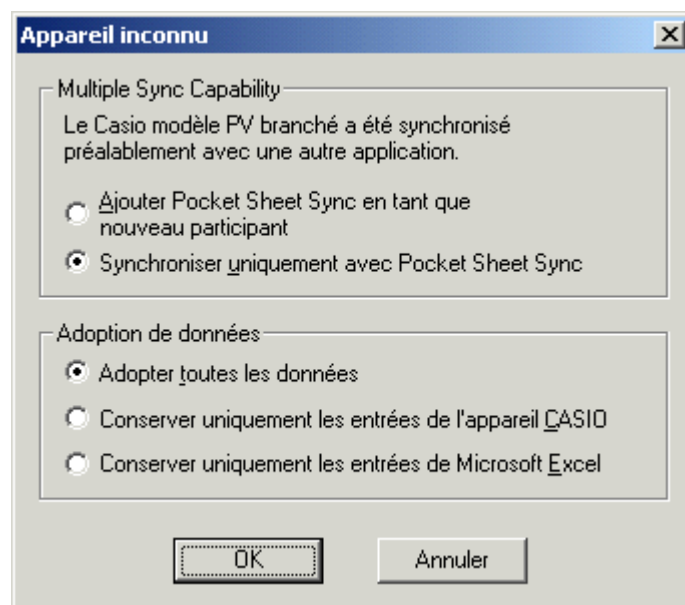 Appareil inconnu
Multiple Sync Capability
Le Casio modèle PV branché a été synchronisé
préalablement avec une autre application.
Ajouter Pocket Sheet Sync en tant que
nouveau participant
Synchroniser uniquement avec Pocket Sheet Sync
Adoption de données
Adopter toutes les données
Conserver uniquement les entrées de l'appareil CASIO
Conserver uniquement les entrées de Microsoft Excel
OK Annuler